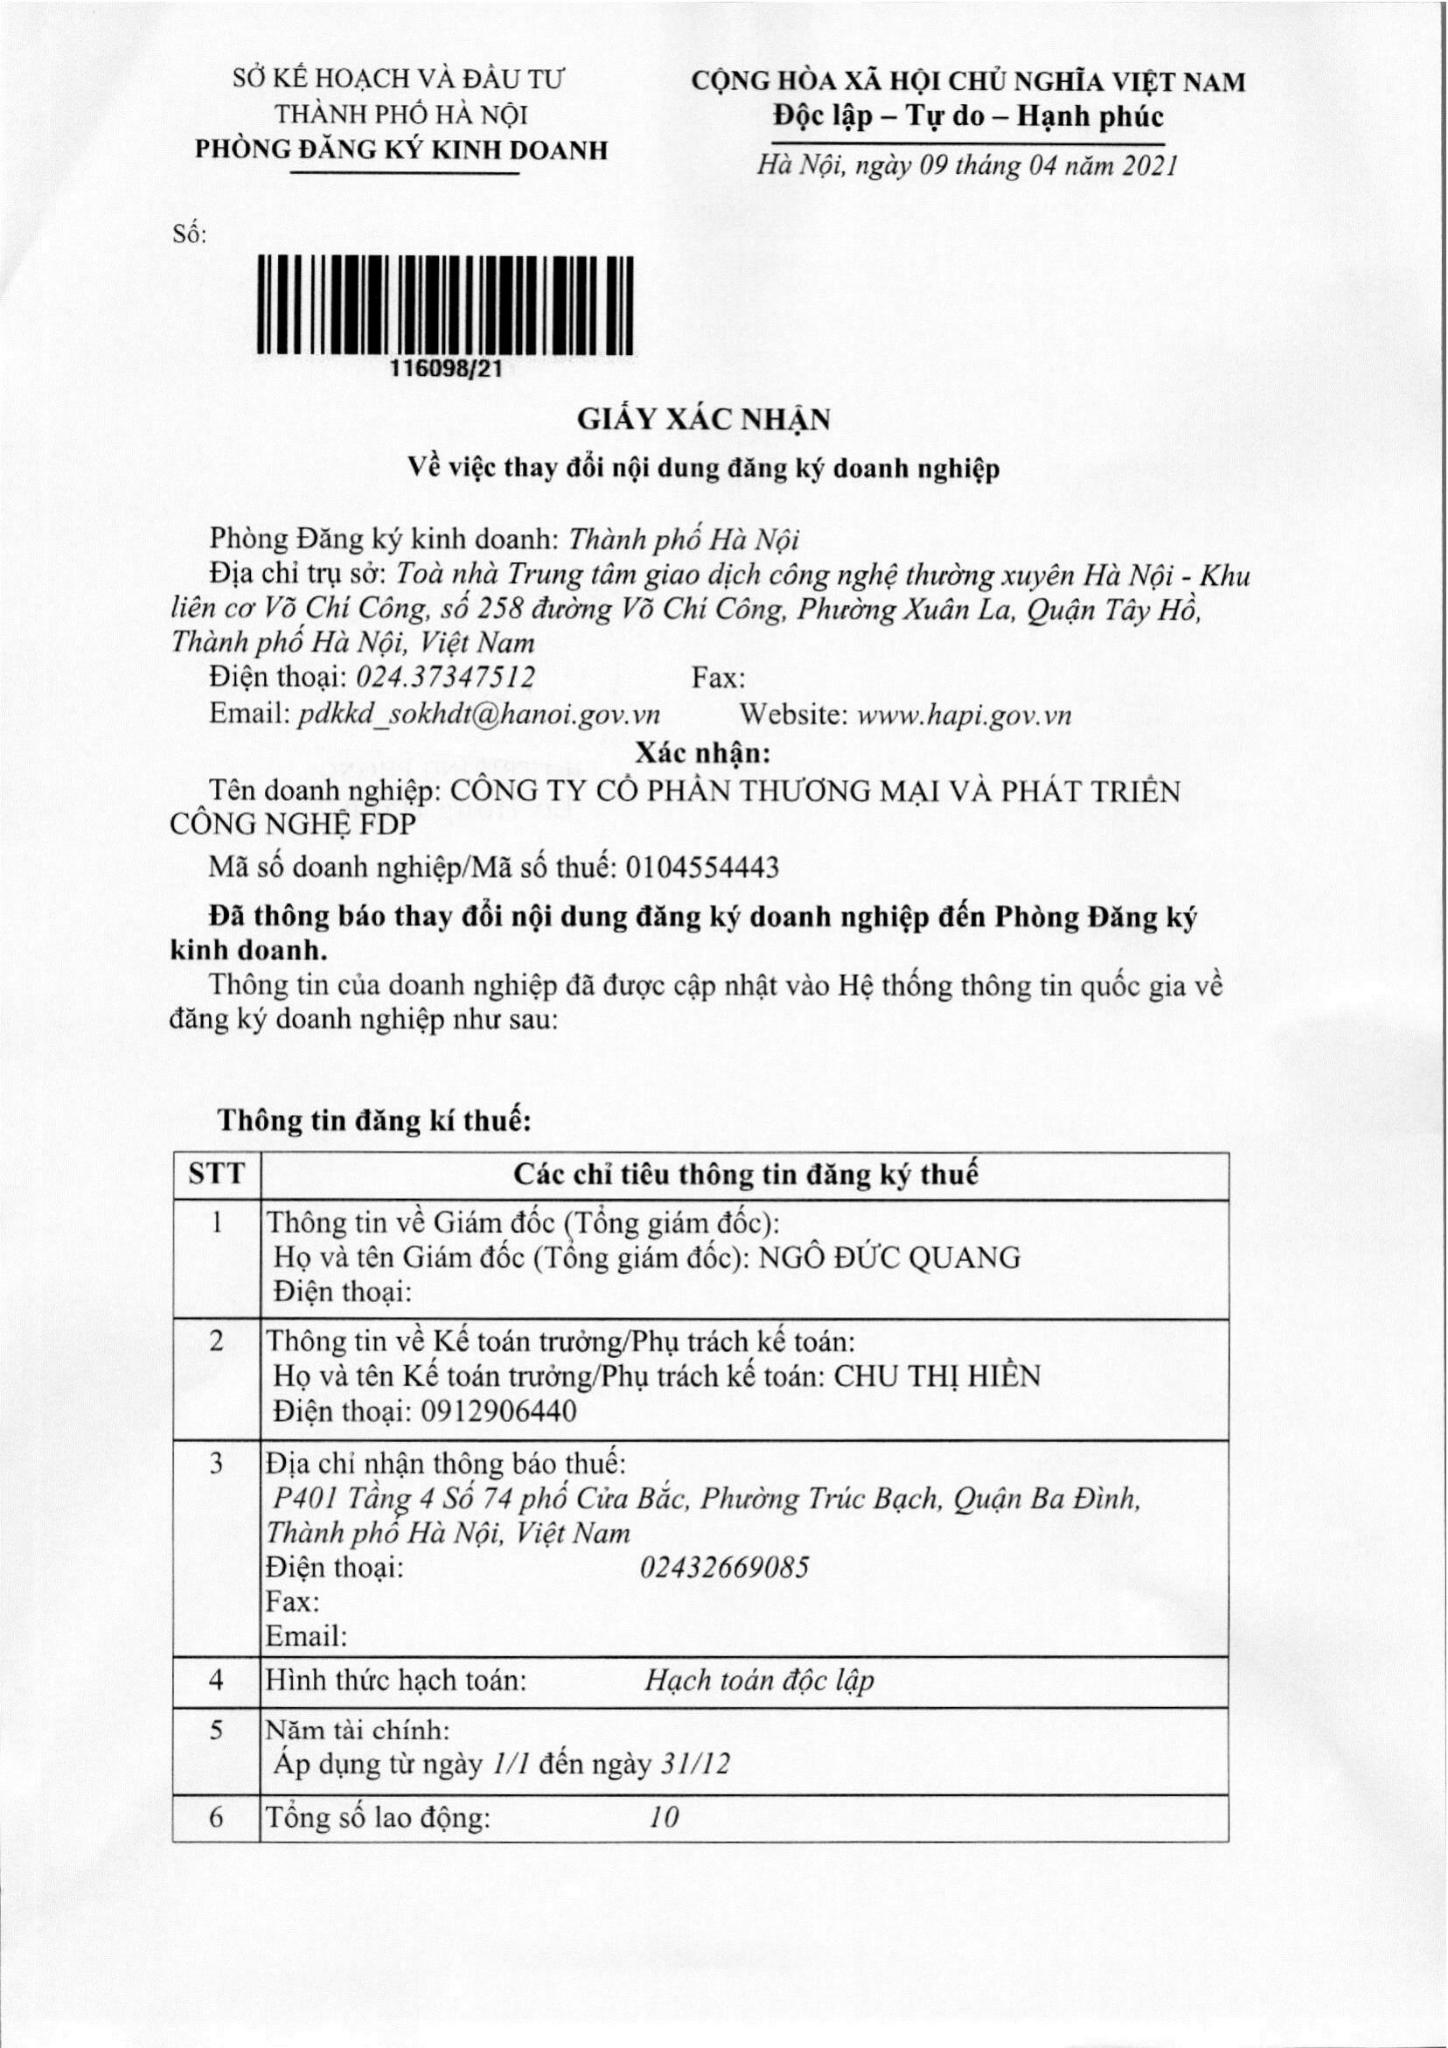 SỞ KẾ HOẠCH VÀ ĐẦU TƯ
THÀNH PHỐ HÀ NỘI
PHÒNG ĐĂNG KÝ KINH DOANH
CỘNG HÒA XÃ HỘI CHỦ NGHĨA VIỆT NAM
Độc lập – Tự do – Hạnh phúc
Hà Nội, ngày 09 tháng 04 năm 2021
Số:
116098/21
GIẤY XÁC NHẬN
Về việc thay đổi nội dung đăng ký doanh nghiệp
Phòng Đăng ký kinh doanh: Thành phố Hà Nội
Địa chỉ trụ sở: Toà nhà Trung tâm giao dịch công nghệ thường xuyên Hà Nội - Khu
liên cơ Võ Chí Công, số 258 đường Võ Chí Công, Phường Xuân La, Quận Tây Hồ,
Thành phố Hà Nội, Việt Nam
Điện thoại: 024.37347512 Fax:
Email: pdkkd_sokhdt@hanoi.gov.vn Website: www.hapi.gov.vn
Xác nhận:
Tên doanh nghiệp: CÔNG TY CỔ PHẦN THƯƠNG MẠI VÀ PHÁT TRIỂN
CÔNG NGHỆ FDP
Mã số doanh nghiệp/Mã số thuế: 0104554443
Đã thông báo thay đổi nội dung đăng ký doanh nghiệp đến Phòng Đăng ký
kinh doanh.
Thông tin của doanh nghiệp đã được cập nhật vào Hệ thống thông tin quốc gia về
đăng ký doanh nghiệp như sau:
Thông tin đăng kí thuế:
STT Các chỉ tiêu thông tin đăng ký thuế
1 Thông tin về Giám đốc (Tổng giám đốc):
Họ và tên Giám đốc (Tổng giám đốc): NGÔ ĐỨC QUANG
Điện thoại:
2 Thông tin về Kế toán trưởng/Phụ trách kế toán:
Họ và tên Kế toán trưởng/Phụ trách kế toán: CHU THỊ HIỀN
Điện thoại: 0912906440
3 Địa chỉ nhận thông báo thuế:
P401 Tầng 4 Số 74 phố Cửa Bắc, Phường Trúc Bạch, Quận Ba Đình,
Thành phố Hà Nội, Việt Nam
Điện thoại: 02432669085
Fax:
Email:
4 Hình thức hạch toán: Hạch toán độc lập
5 Năm tài chính:
Áp dụng từ ngày 1/1 đến ngày 31/12
6 Tổng số lao động: 10